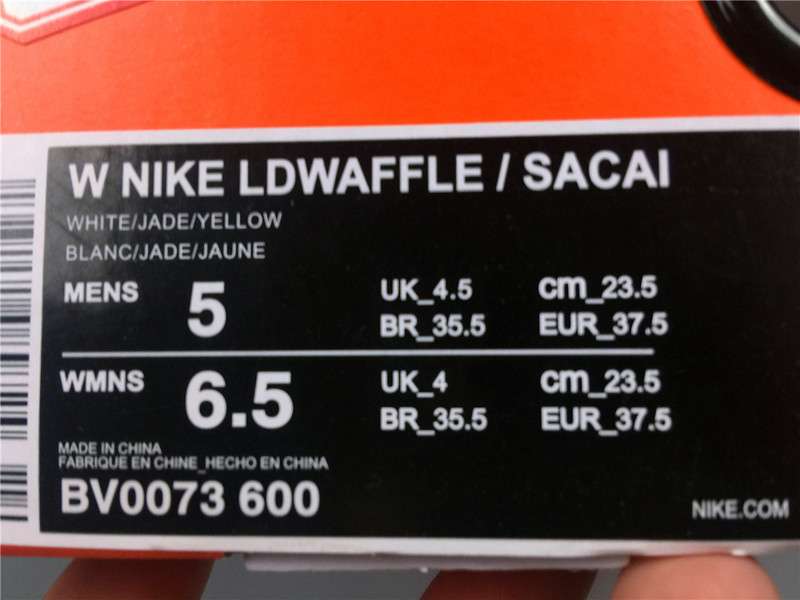 W NIKE LDWAFFLE / SACAI
WHITE/JADE/YELLOW
BLANC/JADE/JAUNE
MENS 5 UK_4.5 cm_23.5
BR_35.5 EUR_37.5
WMNS 6.5 UK_4 cm_23.5
BR_35.5 EUR_37.5
MADE IN CHINA
FABRIQUE EN CHINE_HECHO EN CHINA
BV0073 600
NIKE.COM